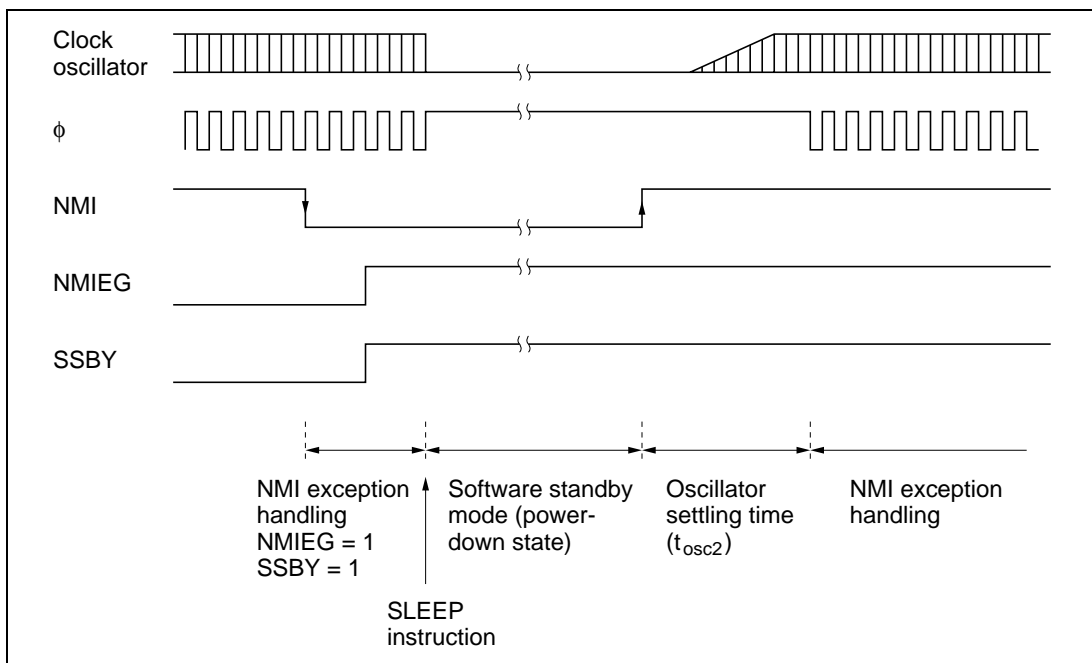 Clock
oscillator
φ
NMI
NMIEG
SSBY
NMI exception
handling
NMIEG = 1
SSBY = 1
Software standby
mode (power-
down state)
Oscillator
settling time
(tosc2)
NMI exception
handling
SLEEP
instruction